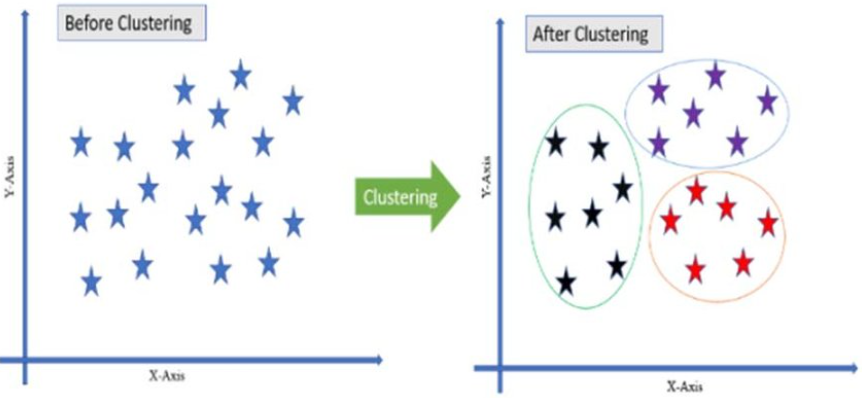 Before Clustering
After Clustering
Y-Axis
Clustering
Y-Axis
X-Axis
X-Axis